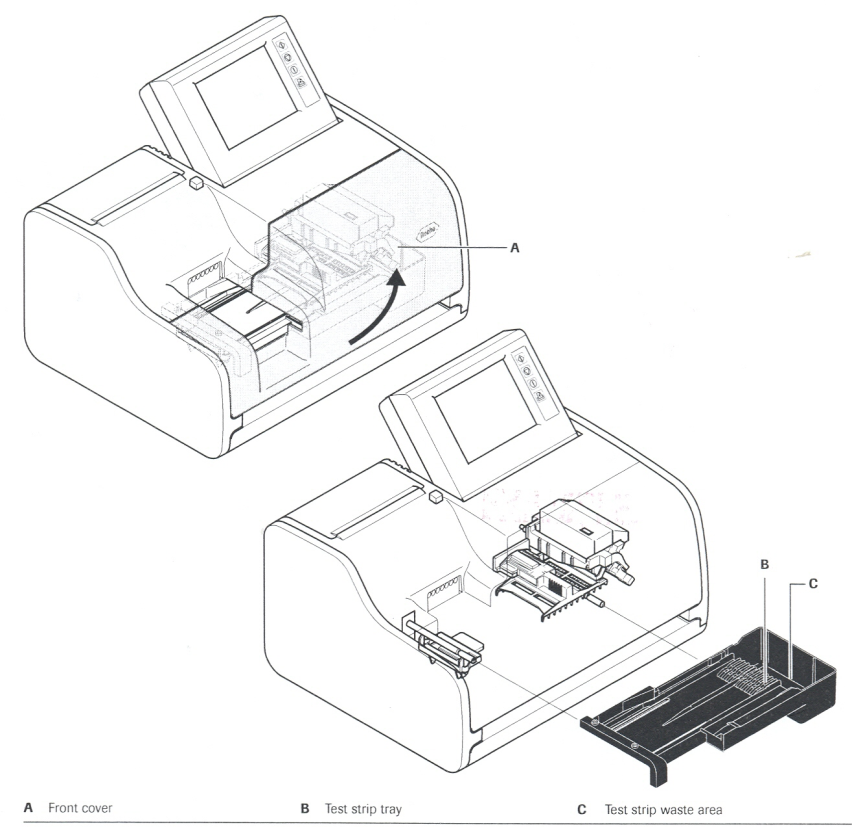 A
B
C
A Front cover
B Test strip tray
C Test strip waste area